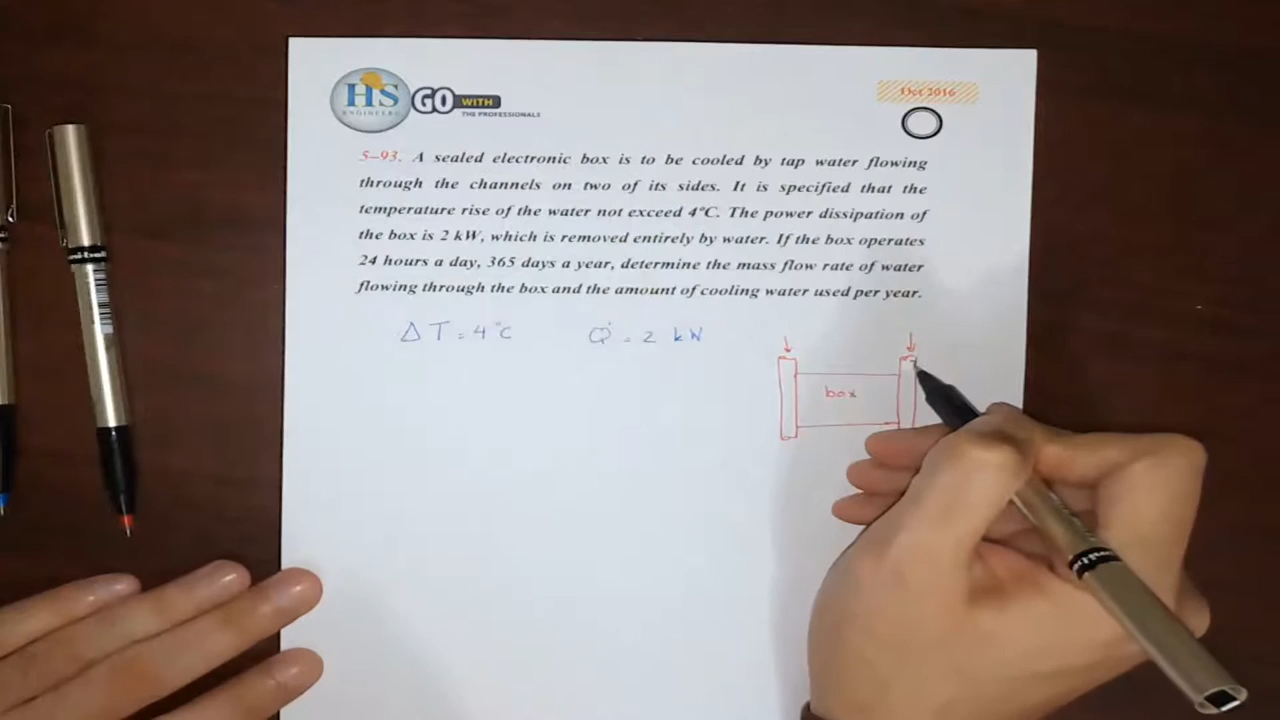 HS
ENGINEERS
GO WITH
THE PROFESSIONALS
Oct 2016
5–93. A sealed electronic box is to be cooled by tap water flowing
through the channels on two of its sides. It is specified that the
temperature rise of the water not exceed 4°C. The power dissipation of
the box is 2 kW, which is removed entirely by water. If the box operates
24 hours a day, 365 days a year, determine the mass flow rate of water
flowing through the box and the amount of cooling water used per year.
ΔT = 4°C Q̇ = 2 kW
box